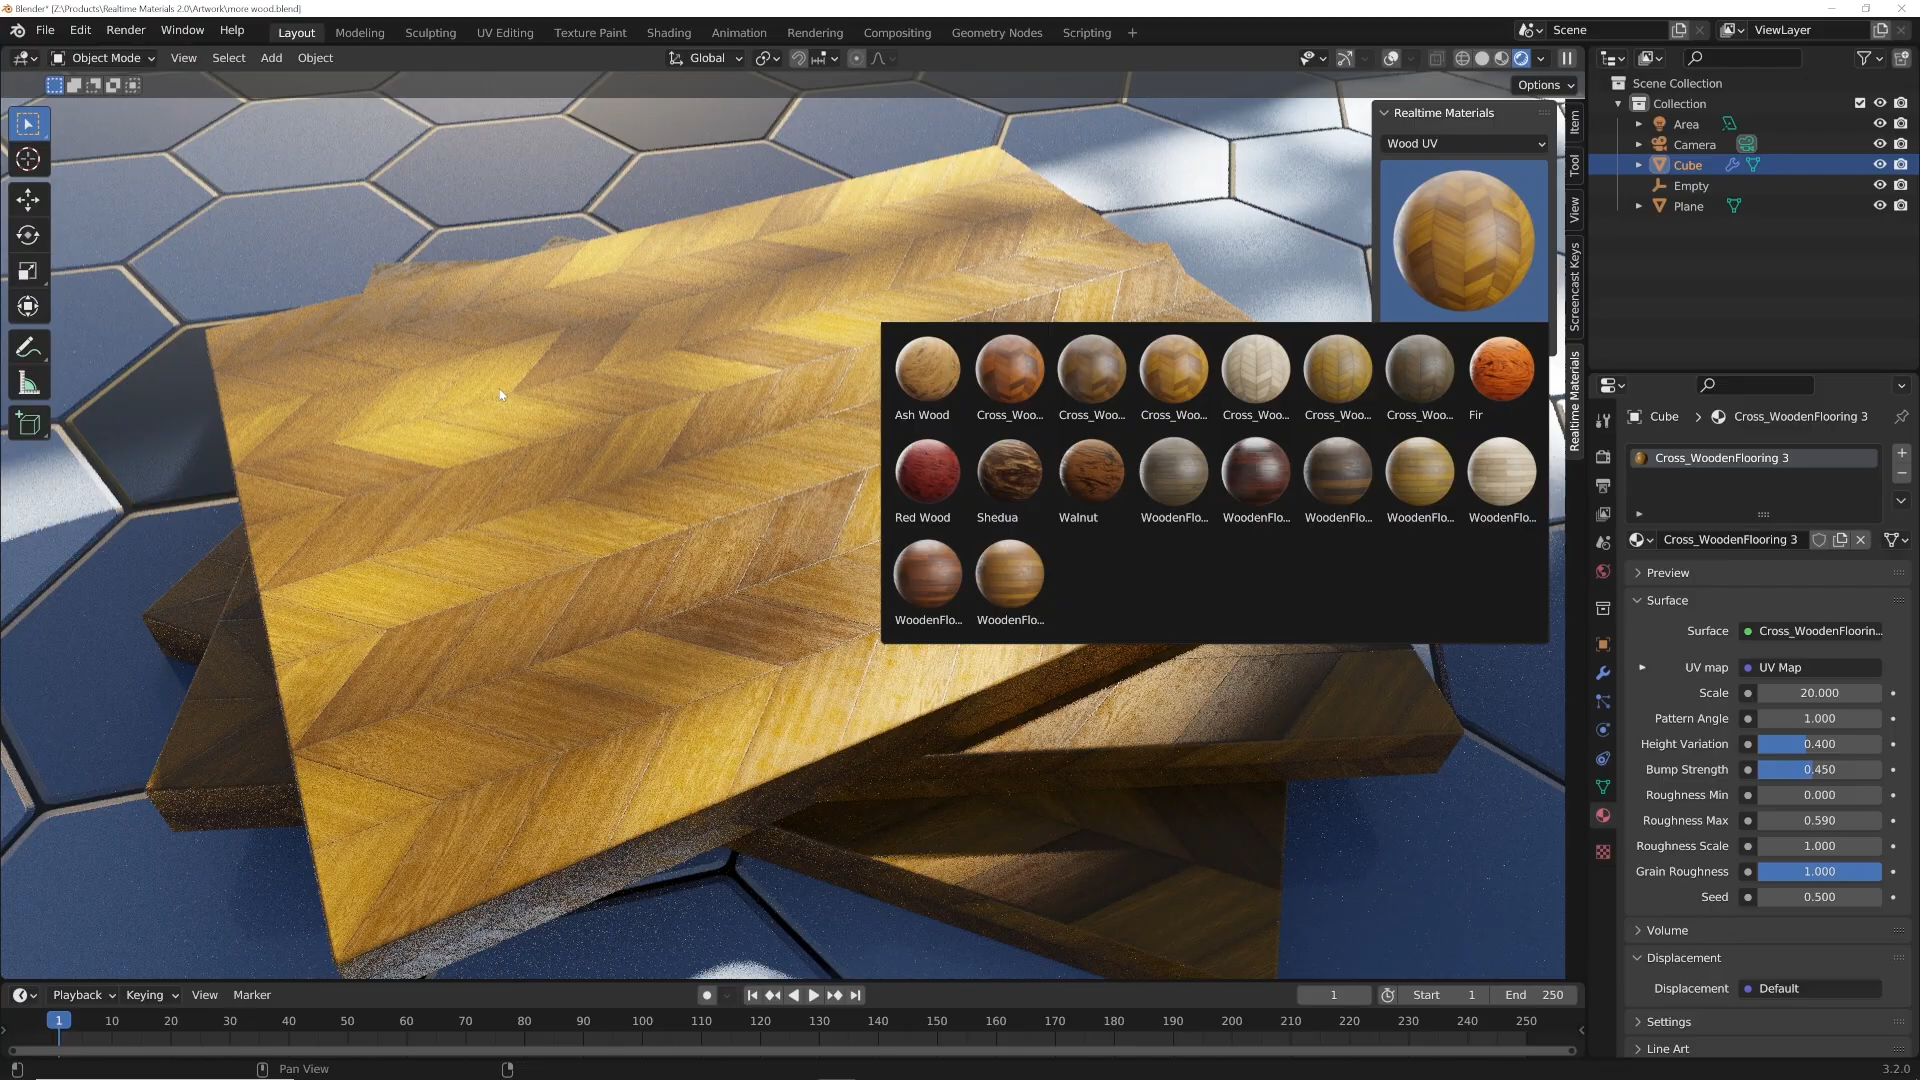 Blender* [Z:\Products\Realtime Materials 2.0\Artwork\more wood.blend]
File Edit Render Window Help Layout Modeling Sculpting UV Editing Texture Paint Shading Animation Rendering Compositing Geometry Nodes Scripting + Scene ViewLayer
Object Mode View Select Add Object Global
Options
Realtime Materials
Wood UV
Item
Tool
View
Screencast Keys
Realtime Materials
Ash Wood Cross_Woo... Cross_Woo... Cross_Woo... Cross_Woo... Cross_Woo... Cross_Woo... Fir
Red Wood Shedua Walnut WoodenFlo... WoodenFlo... WoodenFlo... WoodenFlo... WoodenFlo...
WoodenFlo... WoodenFlo...
Scene Collection
Collection
Area
Camera
Cube
Empty
Plane
Cube > Cross_WoodenFlooring 3
Cross_WoodenFlooring 3
Cross_WoodenFlooring 3
Preview
Surface
Surface Cross_WoodenFloorin...
UV map UV Map
Scale 20.000
Pattern Angle 1.000
Height Variation 0.400
Bump Strength 0.450
Roughness Min 0.000
Roughness Max 0.590
Roughness Scale 1.000
Grain Roughness 1.000
Seed 0.500
Volume
Displacement
Displacement Default
Settings
Line Art
Playback Keying View Marker 1 Start 1 End 250
1 10 20 30 40 50 60 70 80 90 100 110 120 130 140 150 160 170 180 190 200 210 220 230 240 250
Pan View
3.2.0